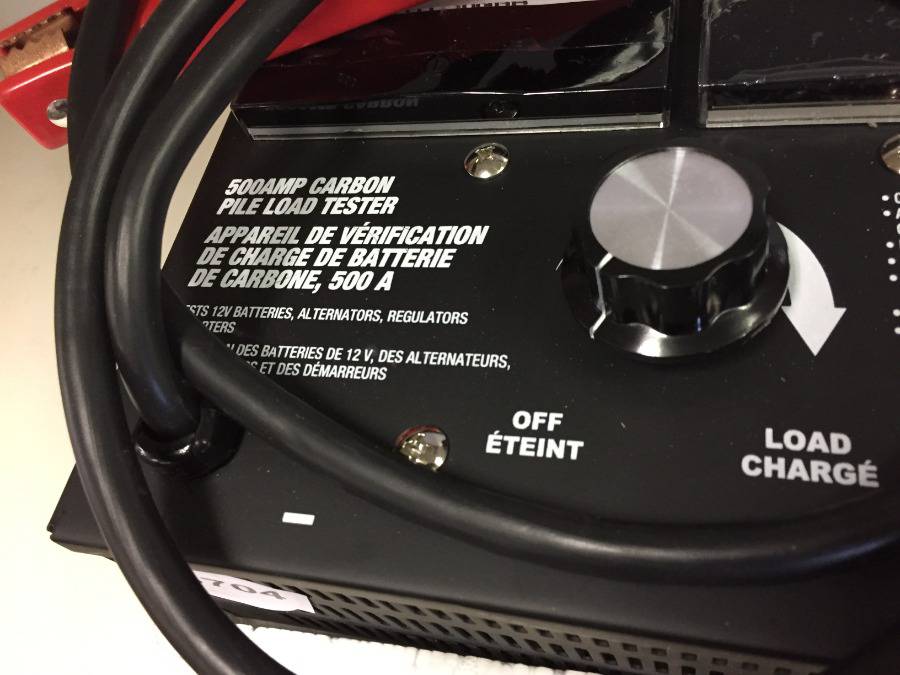 500AMP CARBON
PILE LOAD TESTER
APPAREIL DE VÉRIFICATION
DE CHARGE DE BATTERIE
DE CARBONE, 500 A
12V BATTERIES, ALTERNATORS, REGULATORS
DES BATTERIES DE 12 V, DES ALTERNATEURS,
ET DES DÉMARREURS
OFF
ÉTEINT
LOAD
CHARGÉ
704